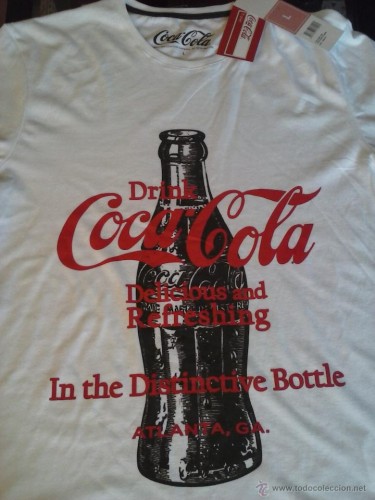 Coca-Cola
L
Drink
Coca-Cola
Delicious and
Refreshing
In the Distinctive Bottle
ATLANTA, GA.
© www.todocoleccion.net